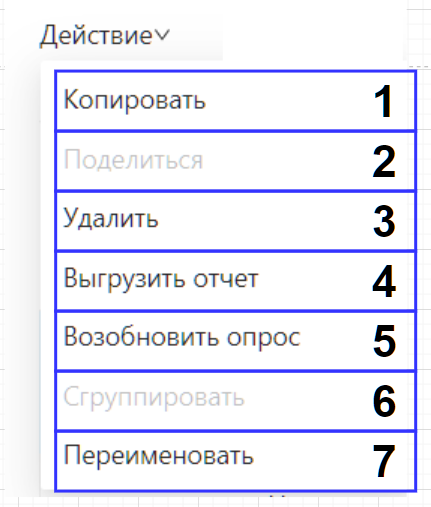 Действие
Копировать 1
Поделиться 2
Удалить 3
Выгрузить отчет 4
Возобновить опрос 5
Сгруппировать 6
Переименовать 7